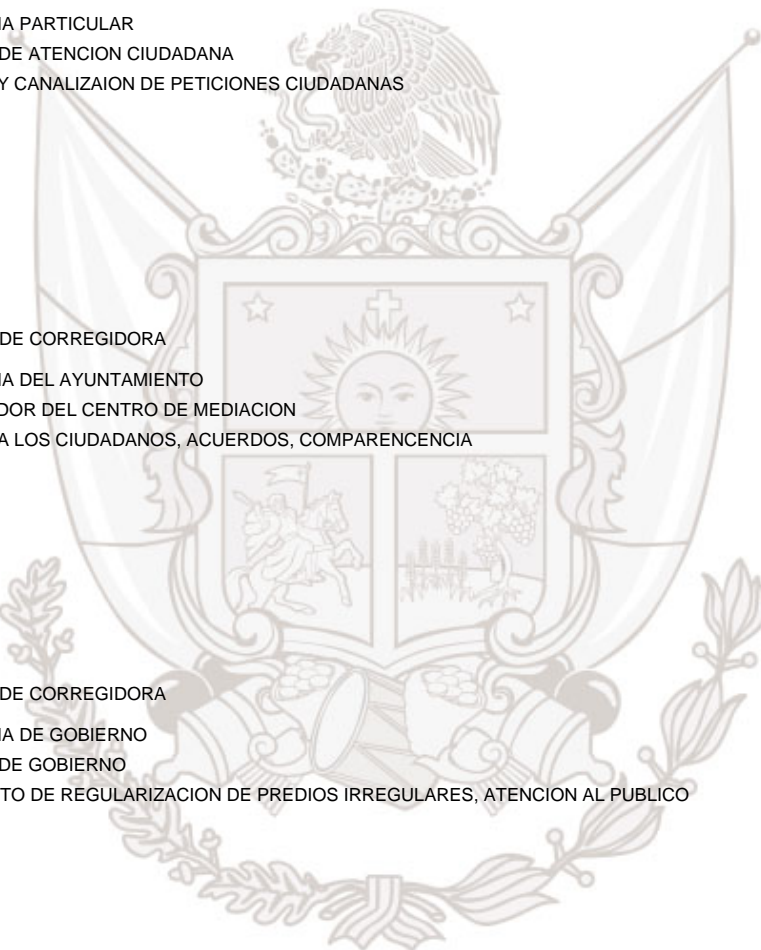 IA PARTICULAR
DE ATENCION CIUDADANA
Y CANALIZAION DE PETICIONES CIUDADANAS
DE CORREGIDORA
IA DEL AYUNTAMIENTO
DOR DEL CENTRO DE MEDIACION
A LOS CIUDADANOS, ACUERDOS, COMPARENCENCIA
DE CORREGIDORA
IA DE GOBIERNO
DE GOBIERNO
TO DE REGULARIZACION DE PREDIOS IRREGULARES, ATENCION AL PUBLICO